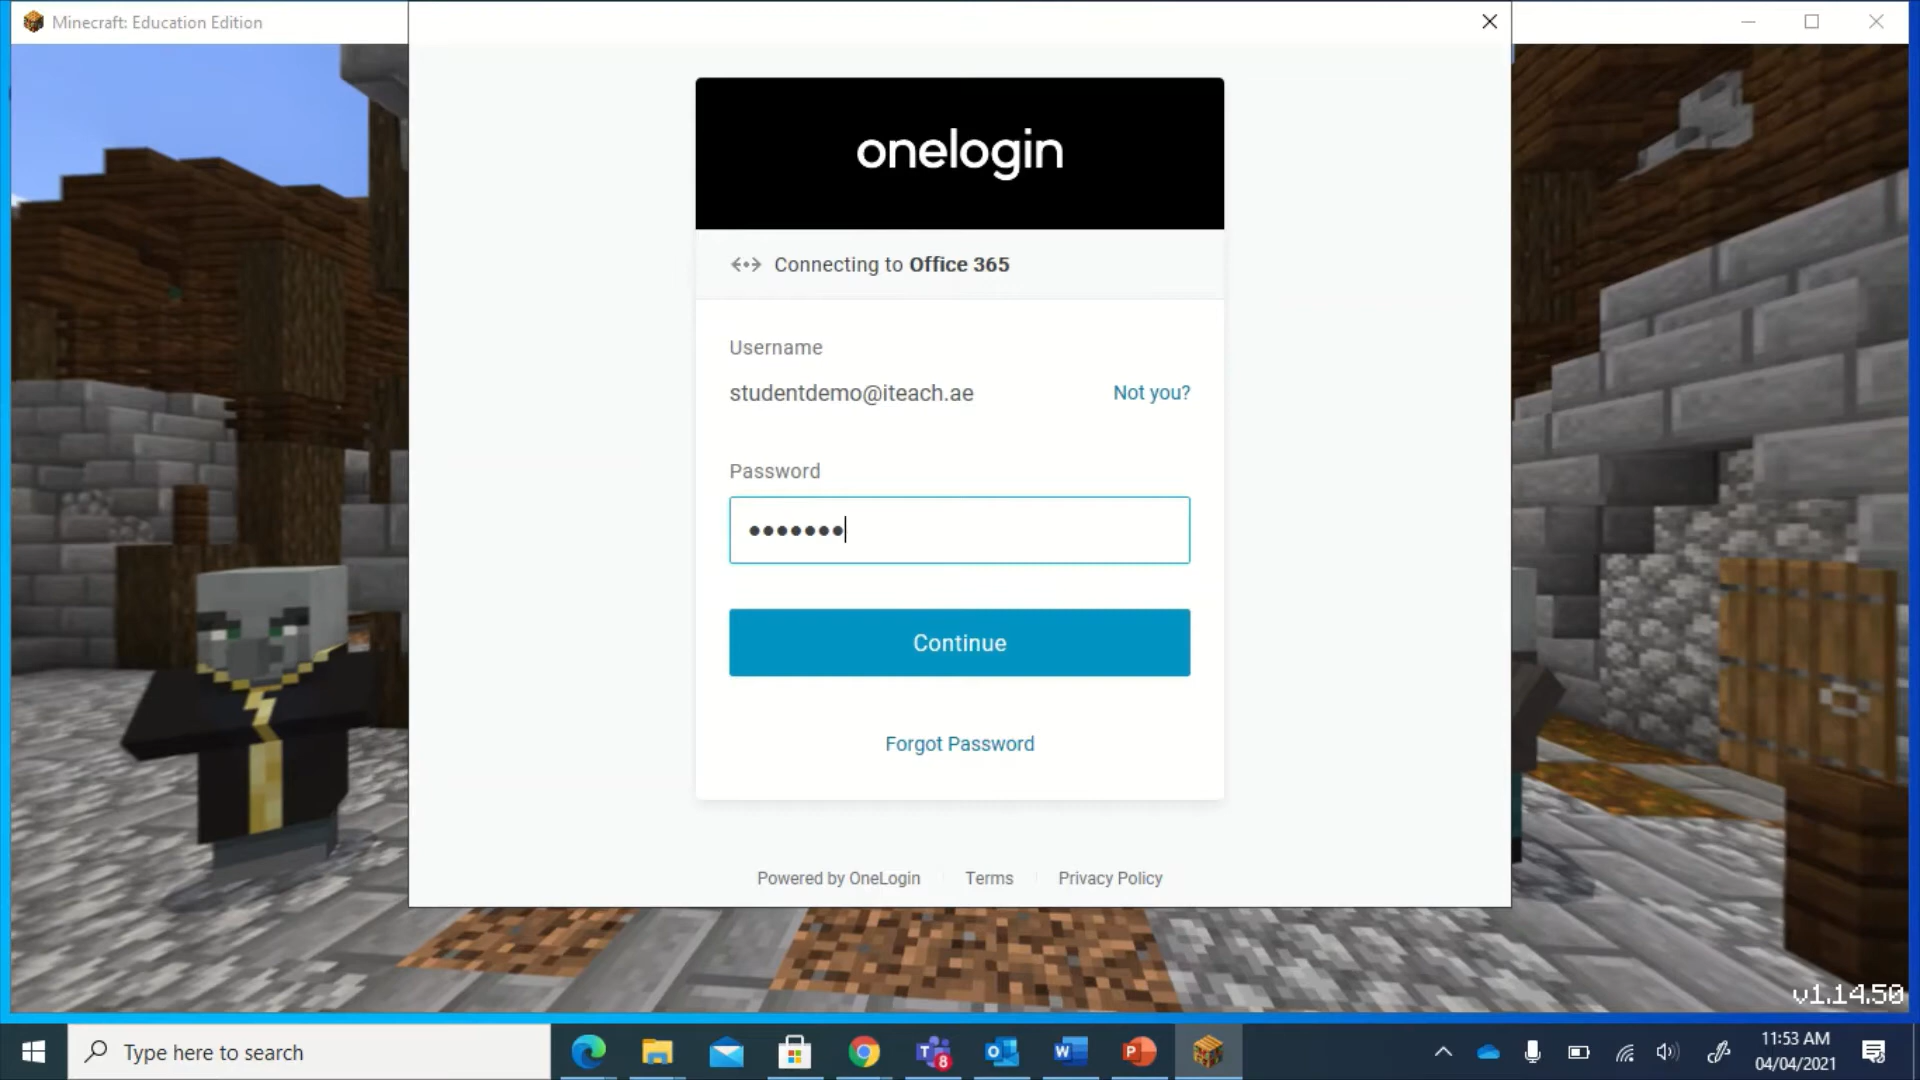 Minecraft: Education Edition
onelogin
Connecting to Office 365
Username
studentdemo@iteach.ae Not you?
Password
Continue
Forgot Password
Powered by OneLogin Terms Privacy Policy
v1.14.50
Type here to search
8
11:53 AM
04/04/2021